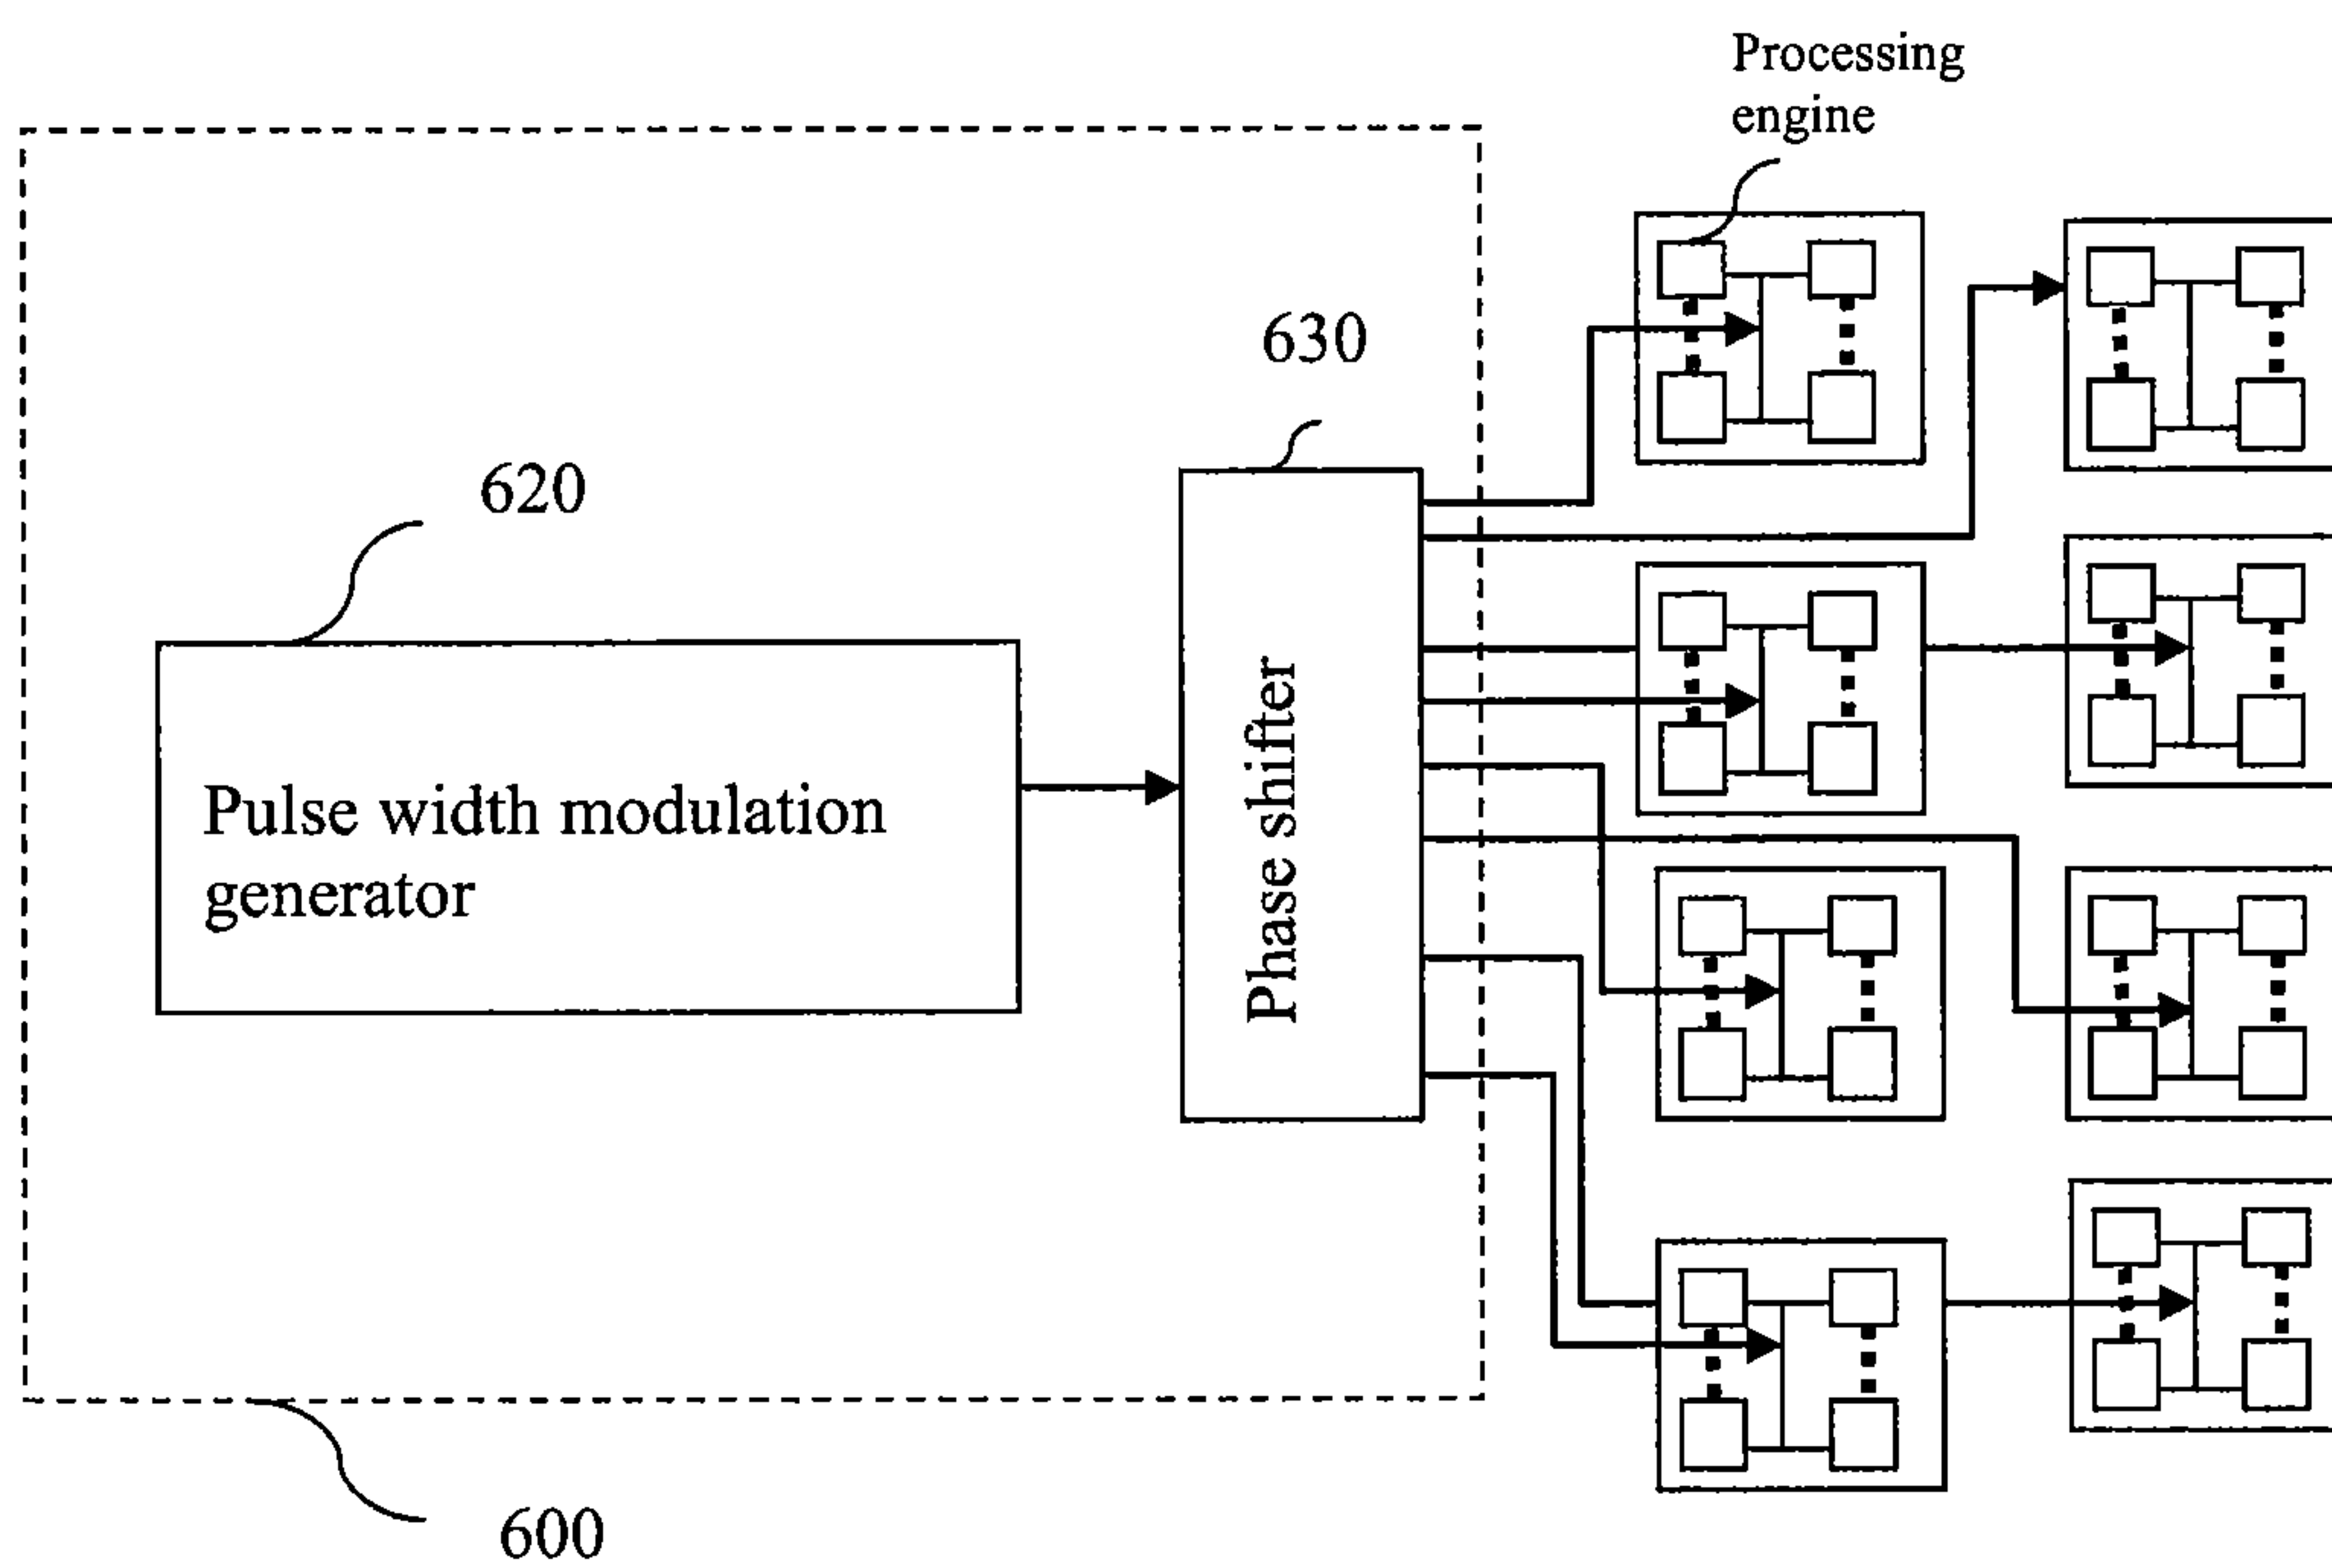 Processing
engine
630
620
Pulse width modulation
generator
Phase shifter
600